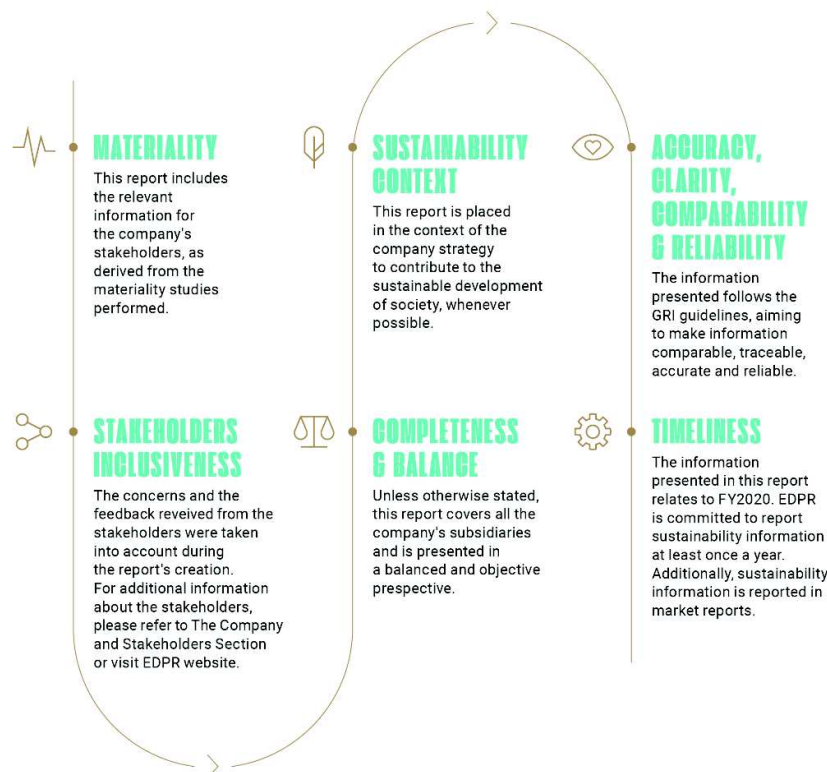 MATERIALITY
This report includes
the relevant
information for
the company's
stakeholders, as
derived from the
materiality studies
performed.
STAKEHOLDERS
INCLUSIVENESS
The concerns and the
feedback reveived from the
stakeholders were taken
into account during
the report's creation.
For additional information
about the stakeholders,
please refer to The Company
and Stakeholders Section
or visit EDPR website.
SUSTAINABILITY
CONTEXT
This report is placed
in the context of the
company strategy
to contribute to the
sustainable development
of society, whenever
possible.
COMPLETENESS
& BALANCE
Unless otherwise stated,
this report covers all the
company's subsidiaries
and is presented in
a balanced and objective
prespective.
ACCURACY,
CLARITY,
COMPARABILITY
& RELIABILITY
The information
presented follows the
GRI guidelines, aiming
to make information
comparable, traceable,
accurate and reliable.
TIMELINESS
The information
presented in this report
relates to FY2020. EDPR
is committed to report
sustainability information
at least once a year.
Additionally, sustainability
information is reported in
market reports.